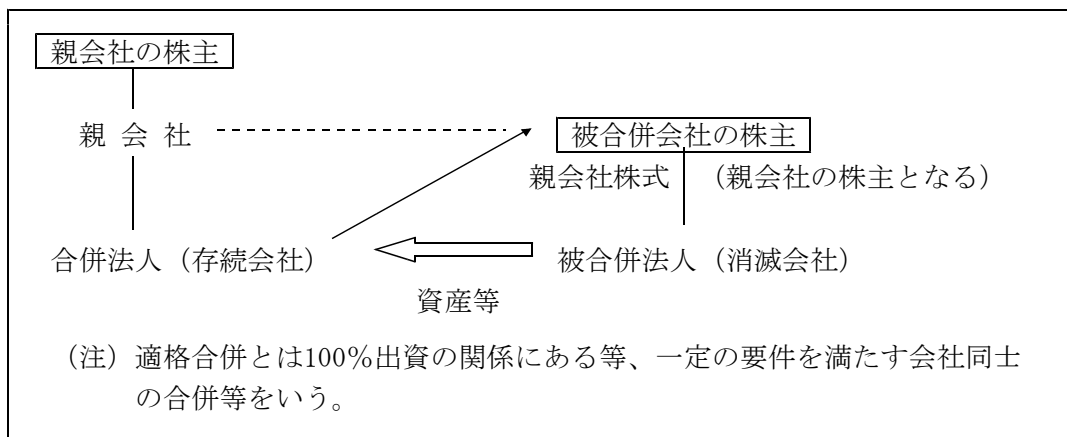 親会社の株主
親 会 社
被合併会社の株主
親会社株式 (親会社の株主となる)
合併法人(存続会社) 被合併法人(消滅会社)
資産等
(注)適格合併とは100%出資の関係にある等、一定の要件を満たす会社同士
の合併等をいう。